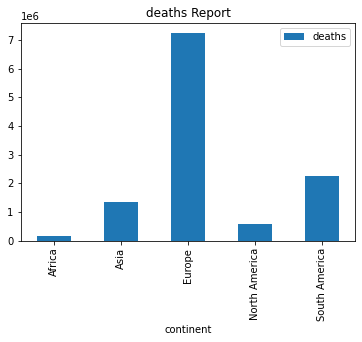 deaths Report
1e6
deaths
7
6
5
4
3
2
1
0
Africa
Asia
Europe
North America
South America
continent